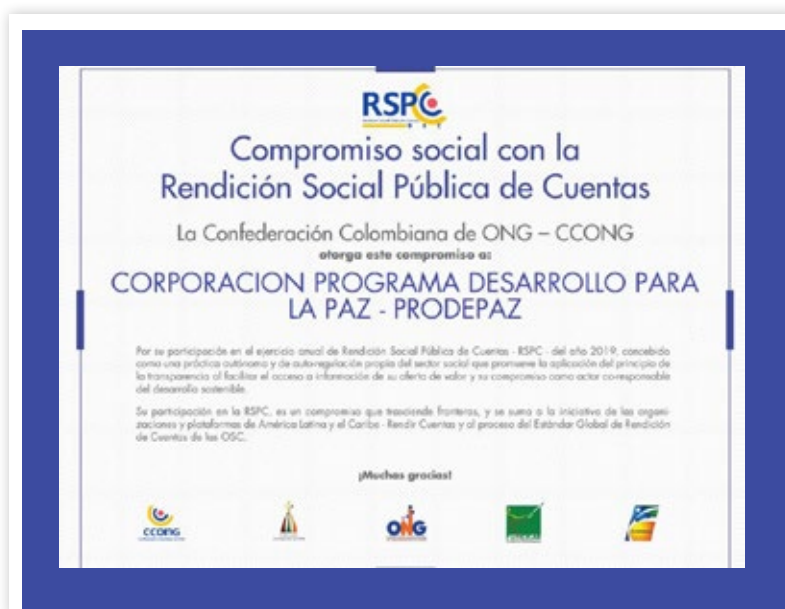 RSPC
Compromiso social con la
Rendición Social Pública de Cuentas
La Confederación Colombiana de ONG – CCONG
otorga este compromiso a:
CORPORACION PROGRAMA DESARROLLO PARA
LA PAZ - PRODEPAZ
Por su participación en el ejercicio anual de Rendición Social Pública de Cuentas - RSPC - del año 2019, concebido
como una práctica autónoma y de auto-regulación propia del sector social que promueve la aplicación del principio de
la transparencia al facilitar el acceso a información de su oferta de valor y su compromiso como actor co-responsable
del desarrollo sostenible.
Su participación en la RSPC, es un compromiso que trasciende fronteras, y se suma a la iniciativa de las organi-
zaciones y plataformas de América Latina y el Caribe - Rendir Cuentas y al proceso del Estándar Global de Rendición
de Cuentas de las OSC.
¡Muchas gracias!
ccong
ONG